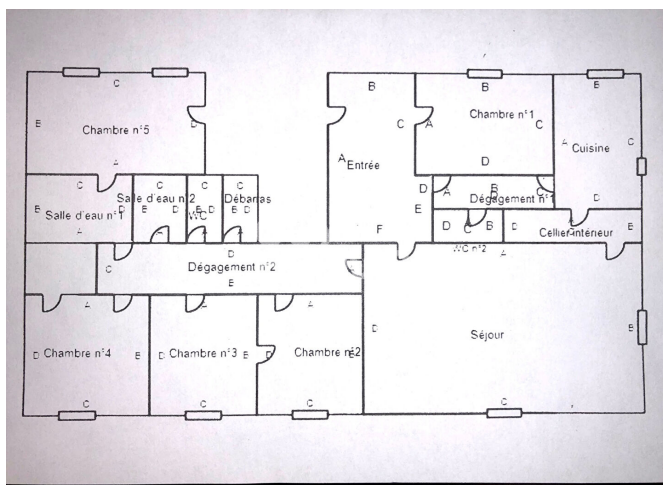 C
B
Chambre n°5
D
A
C
B
Salle d'eau n°1
D
A
C
Salle d'eau n°2
B
D
A
C
WC
B
D
A
C
Débarras
B
D
A
B
C
A
Entrée
D
E
F
B
Chambre n°1
A
C
D
B
A
Cuisine
C
D
A
B
D
C
Dégagement n°1
D
C
B
WC n°2
D
A
Cellier-intérieur
B
D
C
Dégagement n°2
A
B
A
D
Chambre n°4
B
C
A
D
Chambre n°3
B
C
A
D
Chambre n°2
B
C
A
D
Séjour
B
C